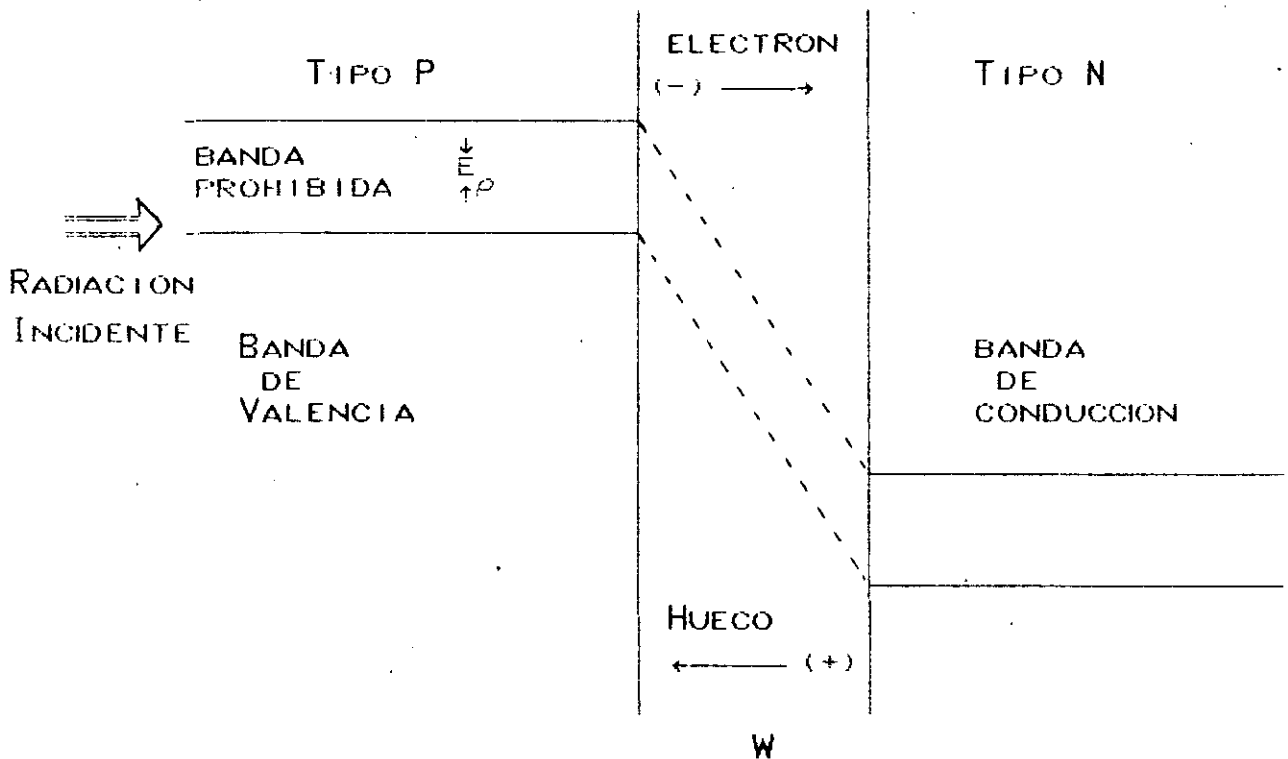 TIPO P
ELECTRON
(-)
TIPO N
BANDA
PROHIBIDA
E
ρ
RADIACION
INCIDENTE
BANDA
DE
VALENCIA
BANDA
DE
CONDUCCION
HUECO
(+)
W